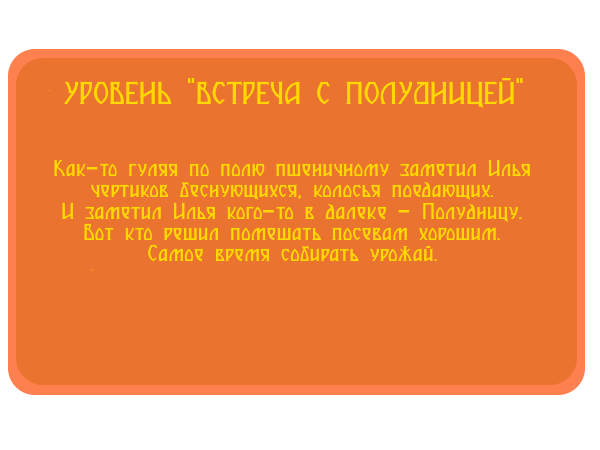 УРОВЕНЬ "ВСТРЕЧА С ПОЛУДНИЦЕЙ"
Как-то гуляя по полю пшеничному заметил Илья
чертиков беснующихся, колосья поедающих.
И заметил Илья кого-то в далеке - Полудницу.
Вот кто решил помешать посевам хорошим.
Самое время собирать урожай.